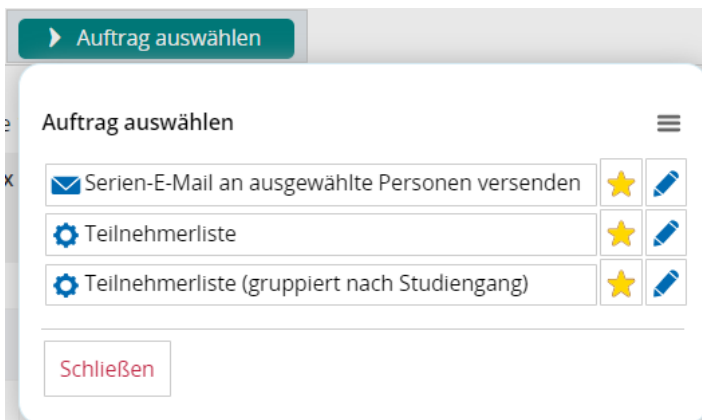 Auftrag auswählen
Auftrag auswählen
Serien-E-Mail an ausgewählte Personen versenden
Teilnehmerliste
Teilnehmerliste (gruppiert nach Studiengang)
Schließen